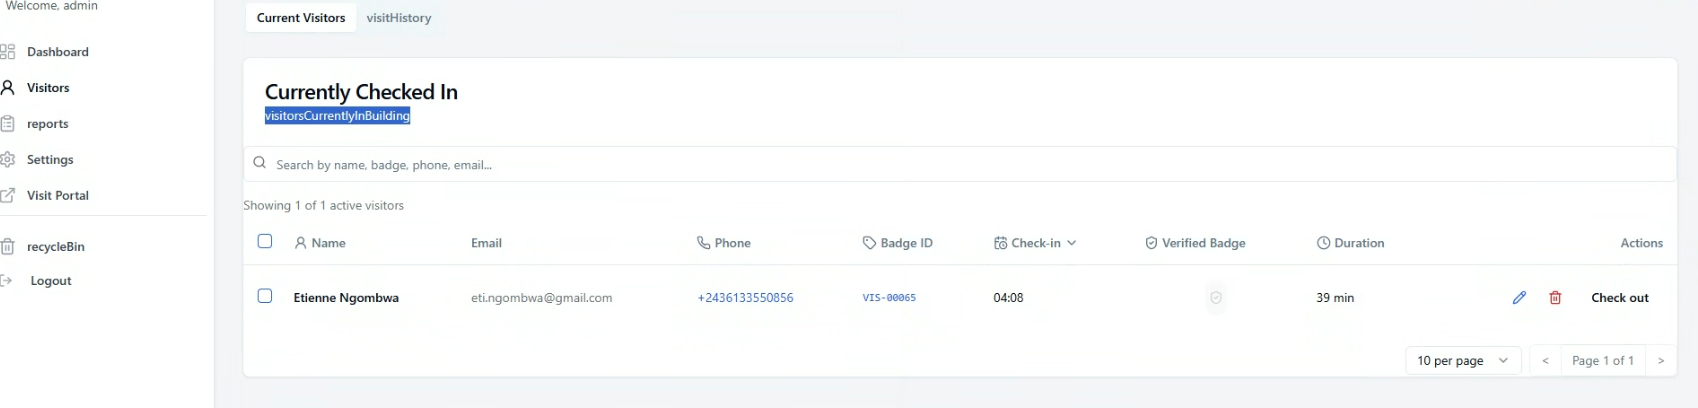 Welcome, admin
Dashboard
Visitors
reports
Settings
Visit Portal
recycleBin
Logout
Current Visitors visitHistory
Currently Checked In
visitorsCurrentlyInBuilding
Search by name, badge, phone, email...
Showing 1 of 1 active visitors
Name Email Phone Badge ID Check-in Verified Badge Duration Actions
Etienne Ngombwa eti.ngombwa@gmail.com +2436133550856 VIS-00065 04:08 39 min Check out
10 per page < Page 1 of 1 >